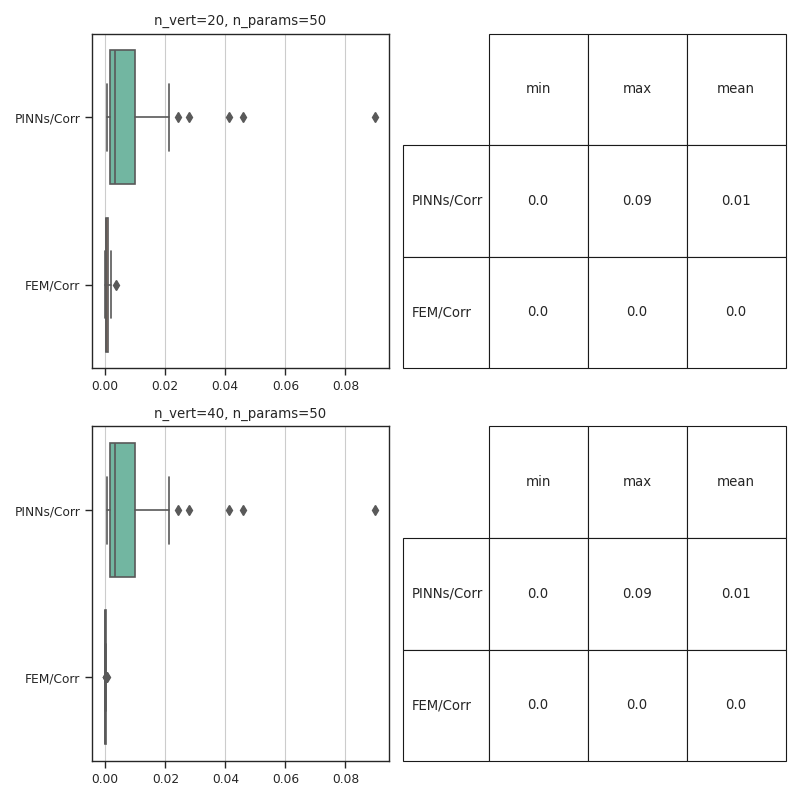 n_vert=20, n_params=50
PINNs/Corr
FEM/Corr
0.00 0.02 0.04 0.06 0.08
min max mean
PINNs/Corr 0.0 0.09 0.01
FEM/Corr 0.0 0.0 0.0
n_vert=40, n_params=50
PINNs/Corr
FEM/Corr
0.00 0.02 0.04 0.06 0.08
min max mean
PINNs/Corr 0.0 0.09 0.01
FEM/Corr 0.0 0.0 0.0